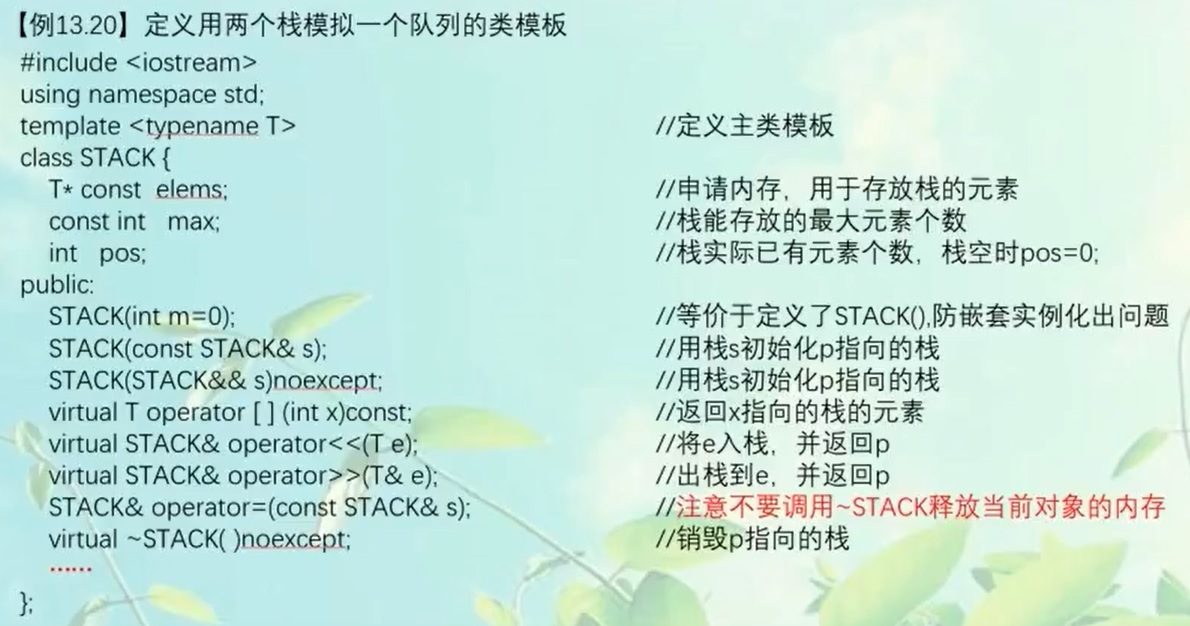 【例13.20】定义用两个栈模拟一个队列的类模板
#include <iostream>
using namespace std;
template <typename T> //定义主类模板
class STACK {
T* const elems; //申请内存，用于存放栈的元素
const int max; //栈能存放的最大元素个数
int pos; //栈实际已有元素个数，栈空时pos=0;
public:
STACK(int m=0); //等价于定义了STACK(),防嵌套实例化出问题
STACK(const STACK& s); //用栈s初始化p指向的栈
STACK(STACK&& s)noexcept; //用栈s初始化p指向的栈
virtual T operator [ ] (int x)const; //返回x指向的栈的元素
virtual STACK& operator<<(T e); //将e入栈，并返回p
virtual STACK& operator>>(T& e); //出栈到e，并返回p
STACK& operator=(const STACK& s); //注意不要调用~STACK释放当前对象的内存
virtual ~STACK( )noexcept; //销毁p指向的栈
......
};